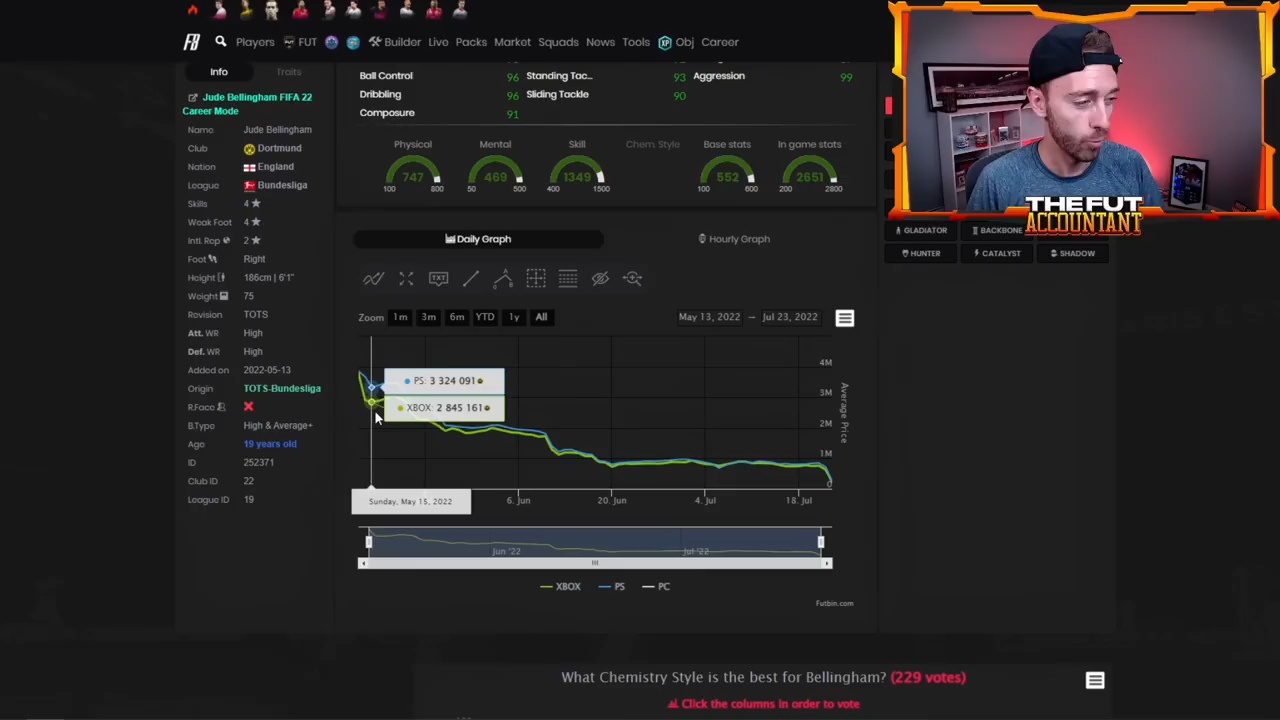 F8 Players FUT Builder Live Packs Market Squads News Tools XP Obj Career
Info Traits
Jude Bellingham FIFA 22
Career Mode
Name Jude Bellingham
Club Dortmund
Nation England
League Bundesliga
Skills 4
Weak Foot 4
Intl. Rep 2
Foot Right
Height 186cm | 6'1"
Weight 75
Revision TOTS
Att. WR High
Def. WR High
Added on 2022-05-13
Origin TOTS-Bundesliga
R.Face
B.Type High & Average+
Age 19 years old
ID 252371
Club ID 22
League ID 19
Ball Control 96 Standing Tac... 93 Aggression 99
Dribbling 96 Sliding Tackle 90
Composure 91
Physical Mental Skill Chem. Style Base stats In game stats
747 469 1349 552 2651
100 800 50 500 400 1500 100 600 200 2800
Daily Graph Hourly Graph
TXT
Zoom 1m 3m 6m YTD 1y All May 13, 2022 → Jul 23, 2022
PS: 3 324 091
XBOX: 2 845 161
4M
3M
2M
1M
0
Average Price
Sunday, May 15, 2022 6. Jun 20. Jun 4. Jul 18. Jul
Jun '22 Jul '22
XBOX PS PC
Futbin.com
What Chemistry Style is the best for Bellingham? (229 votes)
Click the columns in order to vote
THE FUT
ACCOUNTANT
GLADIATOR BACKBONE
HUNTER CATALYST SHADOW